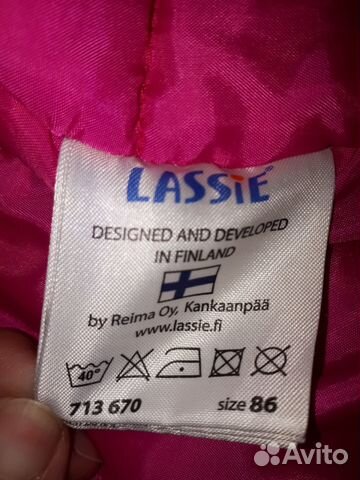 LASSIE®
DESIGNED AND DEVELOPED
IN FINLAND
by Reima Oy, Kankaanpää
www.lassie.fi
40°
713 670 size 86
Avito